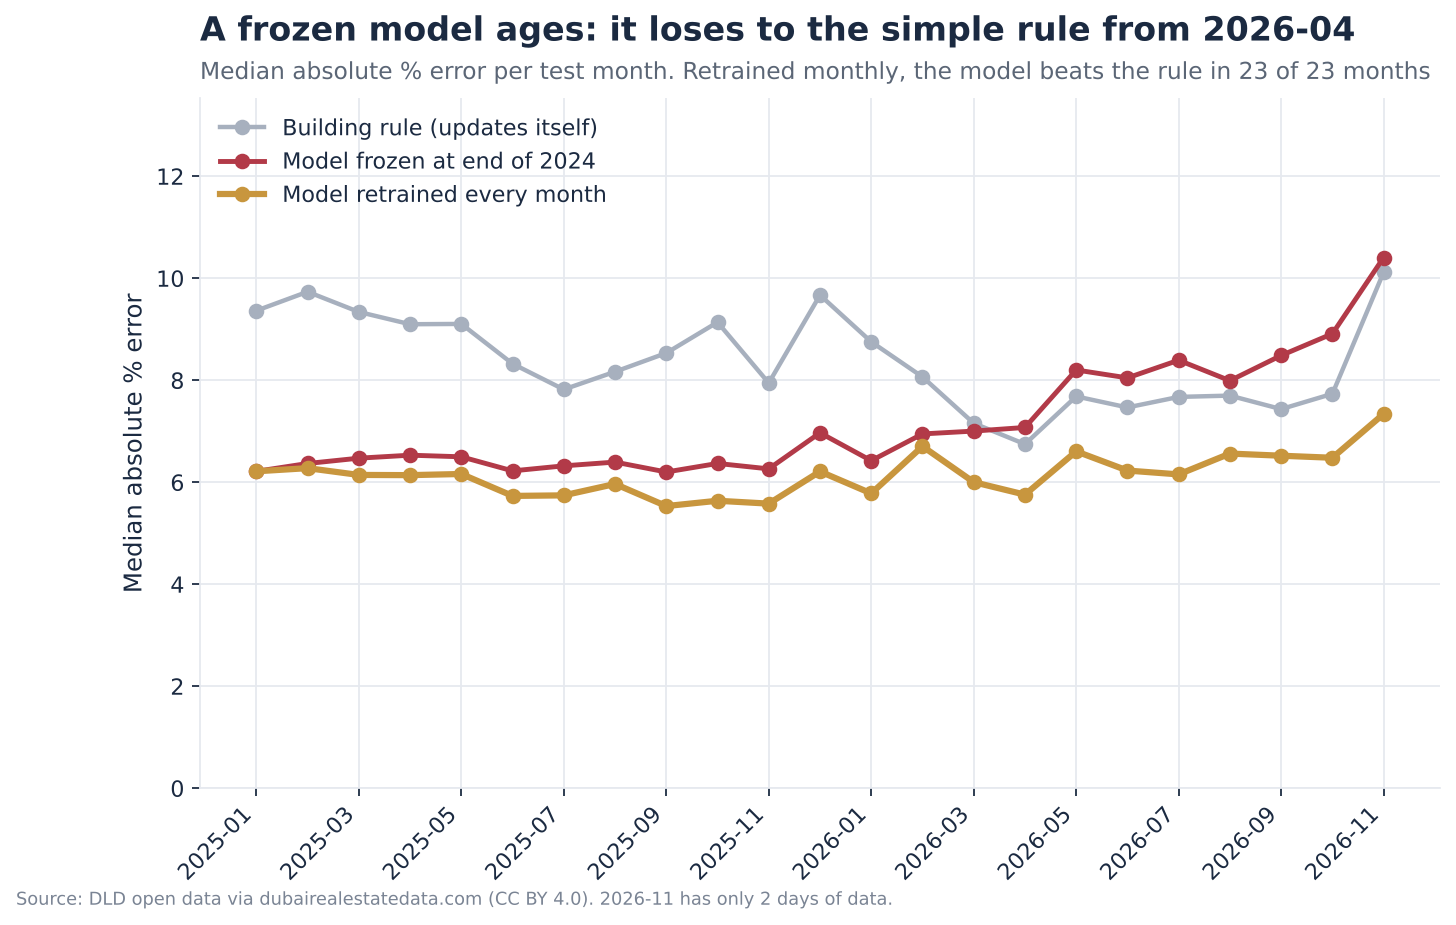 A frozen model ages: it loses to the simple rule from 2026-04
Median absolute % error per test month. Retrained monthly, the model beats the rule in 23 of 23 months
Building rule (updates itself)
Model frozen at end of 2024
Model retrained every month
Median absolute % error
12
10
8
6
4
2
0
2025-01
2025-03
2025-05
2025-07
2025-09
2025-11
2026-01
2026-03
2026-05
2026-07
2026-09
2026-11
Source: DLD open data via dubairealestatedata.com (CC BY 4.0). 2026-11 has only 2 days of data.